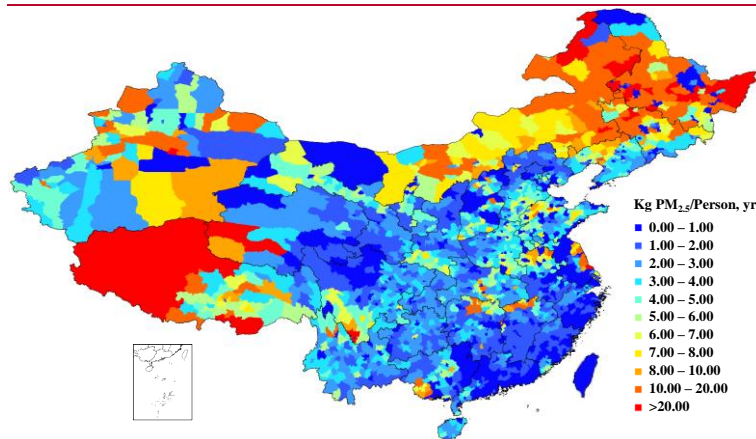 Kg PM2.5/Person, yr
0.00 – 1.00
1.00 – 2.00
2.00 – 3.00
3.00 – 4.00
4.00 – 5.00
5.00 – 6.00
6.00 – 7.00
7.00 – 8.00
8.00 – 10.00
10.00 – 20.00
>20.00